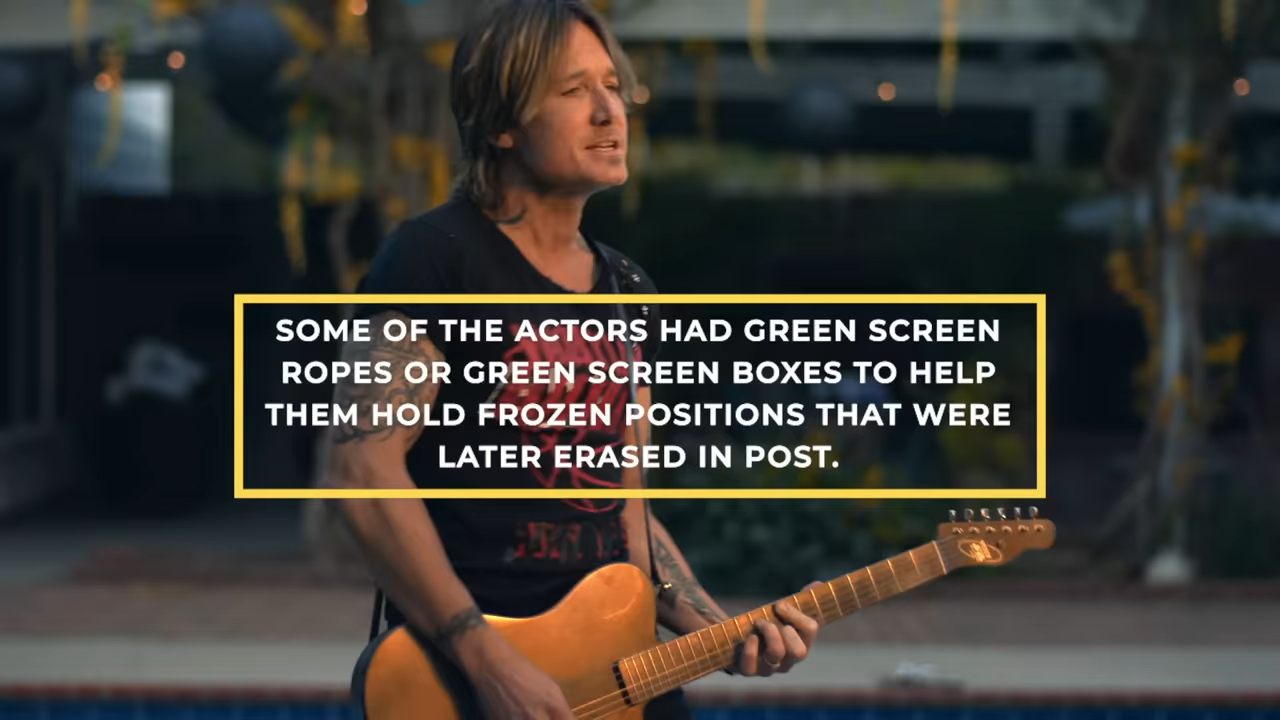 SOME OF THE ACTORS HAD GREEN SCREEN
ROPES OR GREEN SCREEN BOXES TO HELP
THEM HOLD FROZEN POSITIONS THAT WERE
LATER ERASED IN POST.